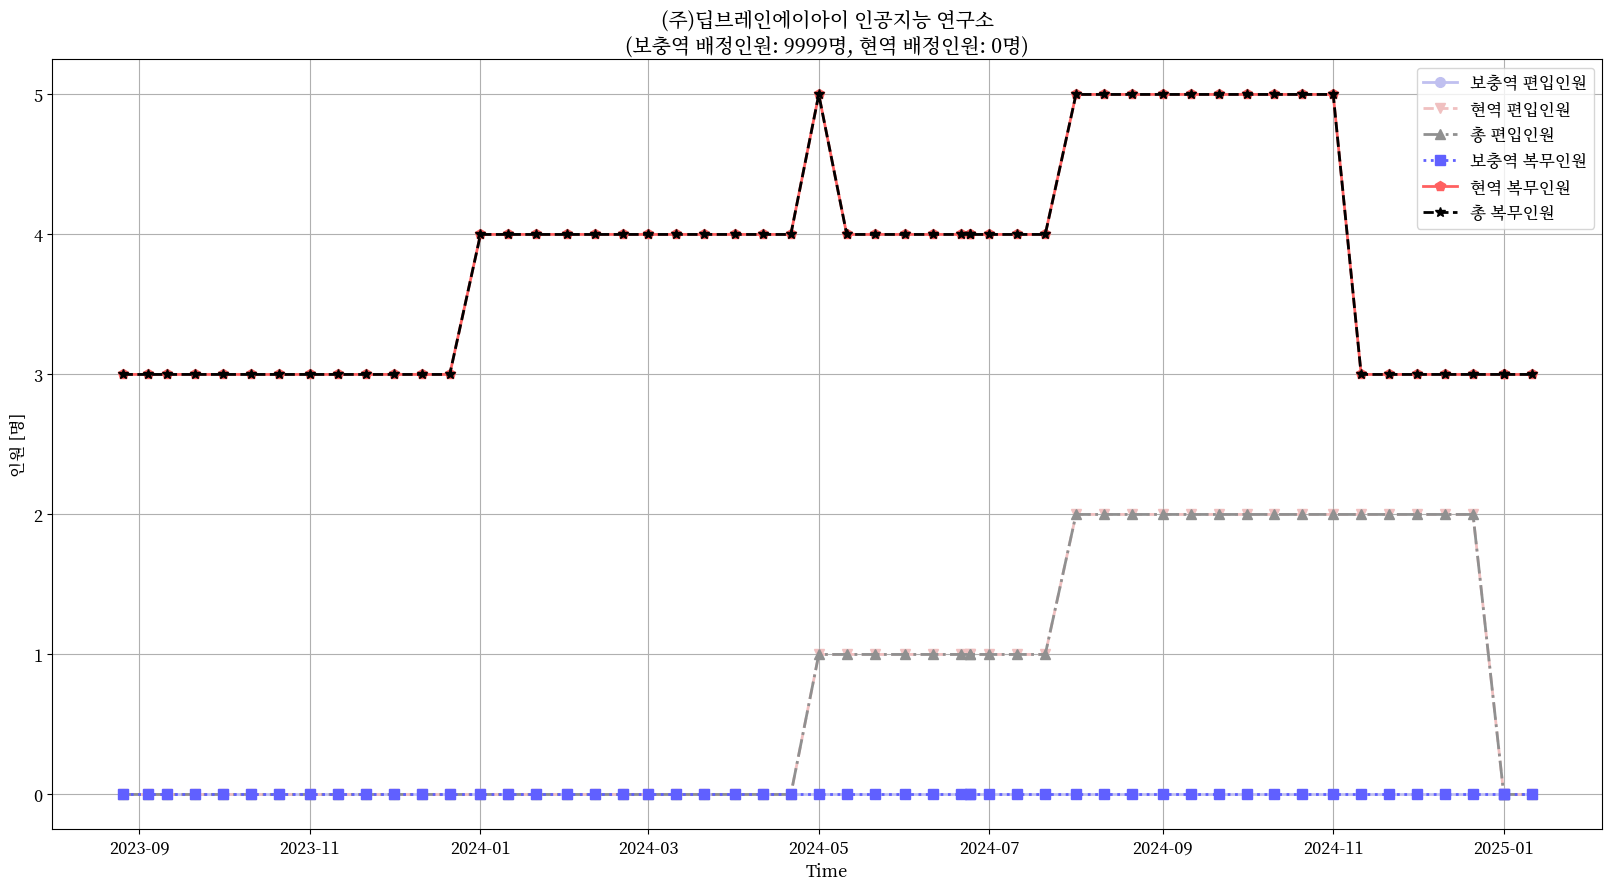 (주)딥브레인에이아이 인공지능 연구소
(보충역 배정인원: 9999명, 현역 배정인원: 0명)
보충역 편입인원
현역 편입인원
총 편입인원
보충역 복무인원
현역 복무인원
총 복무인원
인원 [명]
5
4
3
2
1
0
2023-09
2023-11
2024-01
2024-03
2024-05
2024-07
2024-09
2024-11
2025-01
Time